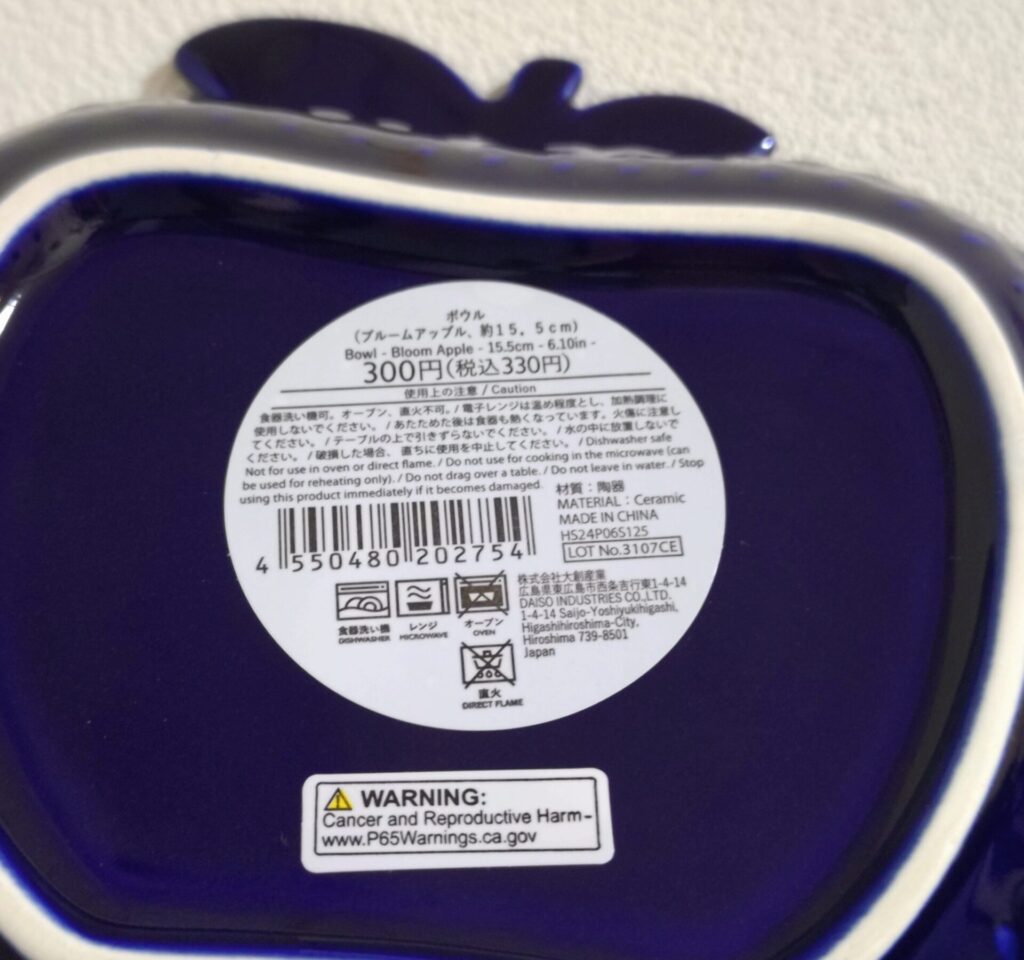 ボウル
(ブルームアップル、約15.5cm)
Bowl - Bloom Apple - 15.5cm - 6.10in -
300円(税込330円)
使用上の注意 / Caution
食器洗い機可。オーブン、直火不可。/ 電子レンジは温め程度とし、加熱調理に
使用しないでください。/ あたためた後は食器も熱くなっています。火傷に注意し
てください。/ テーブルの上で引きずらないでください。/ 水の中に放置しないで
ください。/ 破損した場合、直ちに使用を中止してください。/ Dishwasher safe
Not for use in oven or direct flame. / Do not use for cooking in the microwave (can
be used for reheating only). / Do not drag over a table. / Do not leave in water. / Stop
using this product immediately if it becomes damaged.
材質:陶器
MATERIAL : Ceramic
MADE IN CHINA
HS24P06S125
LOT No.3107CE
4 550480 202754
食器洗い機
DISHWASHER
レンジ
MICROWAVE
オーブン
OVEN
直火
DIRECT FLAME
株式会社大創産業
広島県東広島市西条吉行東1-4-14
DAISO INDUSTRIES CO.,LTD.
1-4-14 Saijo-Yoshiyukihigashi,
Higashihiroshima-City,
Hiroshima 739-8501
Japan
WARNING:
Cancer and Reproductive Harm-
www.P65Warnings.ca.gov